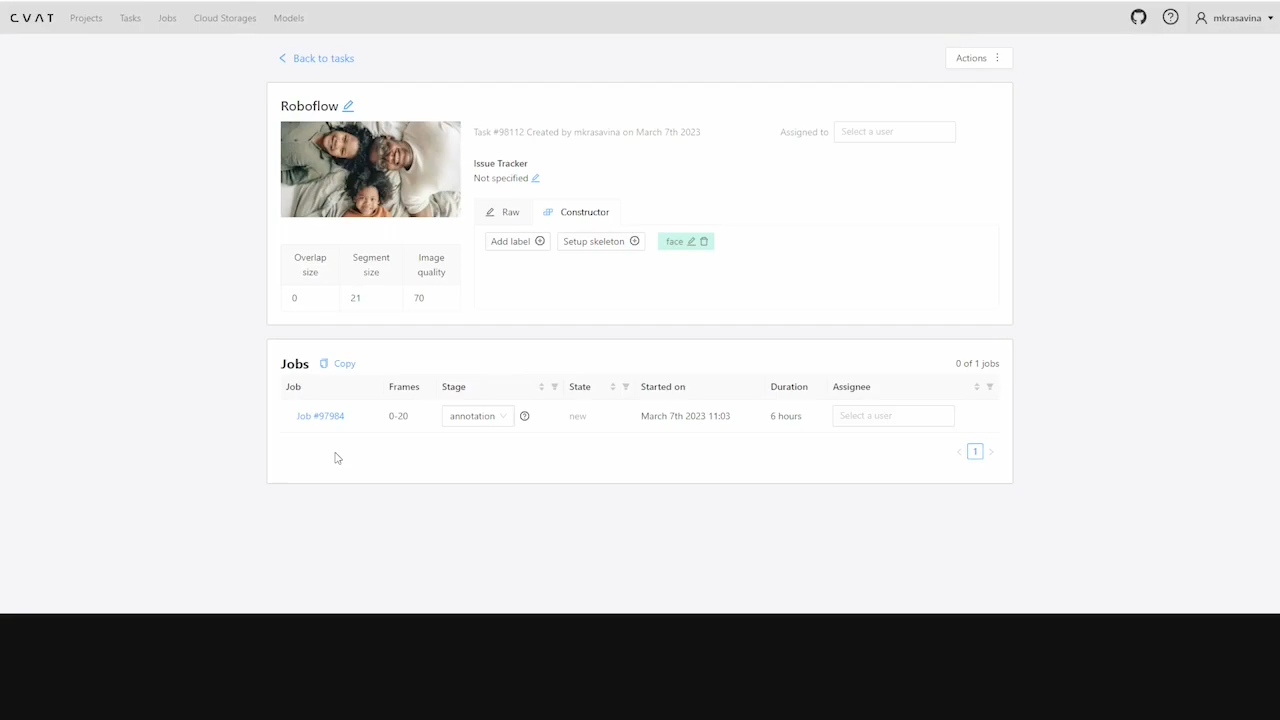 CVAT Projects Tasks Jobs Cloud Storages Models mkrasavina
Back to tasks Actions
Roboflow
Task #98112 Created by mkrasavina on March 7th 2023 Assigned to Select a user
Issue Tracker
Not specified
Raw Constructor
Add label Setup skeleton face
Overlap size Segment size Image quality
0 21 70
Jobs Copy 0 of 1 jobs
Job Frames Stage State Started on Duration Assignee
Job #97984 0-20 annotation new March 7th 2023 11:03 6 hours Select a user
1